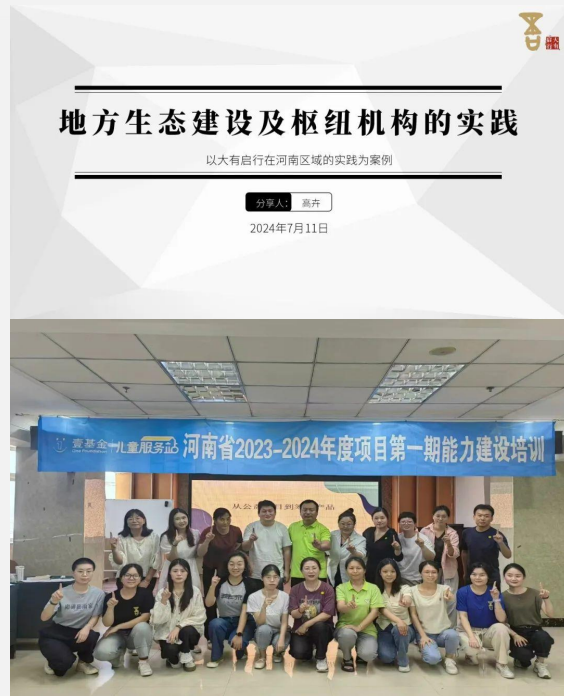 地方生态建设及枢纽机构的实践
以大有启行在河南区域的实践为案例
分享人： 高卉
2024年7月11日
壹基金 儿童服务站 河南省2023-2024年度项目第一期能力建设培训
One Foundation